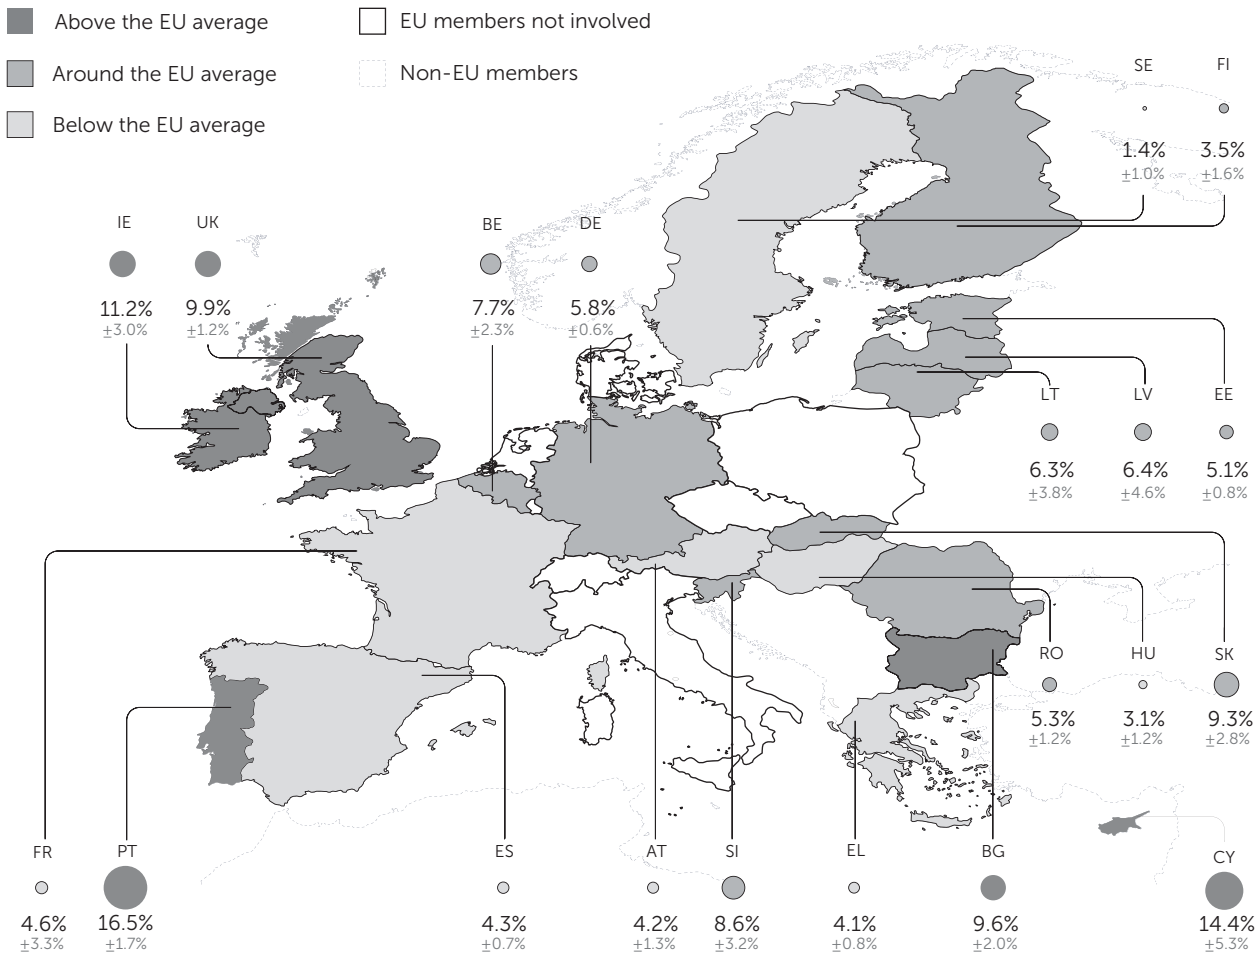 Above the EU average
EU members not involved
Around the EU average
Non-EU members
Below the EU average
SE
FI
1.4%
3.5%
±1.0%
±1.6%
IE
UK
BE
DE
11.2%
9.9%
7.7%
5.8%
±3.0%
±1.2%
±2.3%
±0.6%
LT
LV
EE
6.3%
6.4%
5.1%
±3.8%
±4.6%
±0.8%
RO
HU
SK
5.3%
3.1%
9.3%
±1.2%
±1.2%
±2.8%
FR
PT
ES
AT
SI
EL
BG
CY
4.6%
16.5%
4.3%
4.2%
8.6%
4.1%
9.6%
14.4%
±3.3%
±1.7%
±0.7%
±1.3%
±3.2%
±0.8%
±2.0%
±5.3%